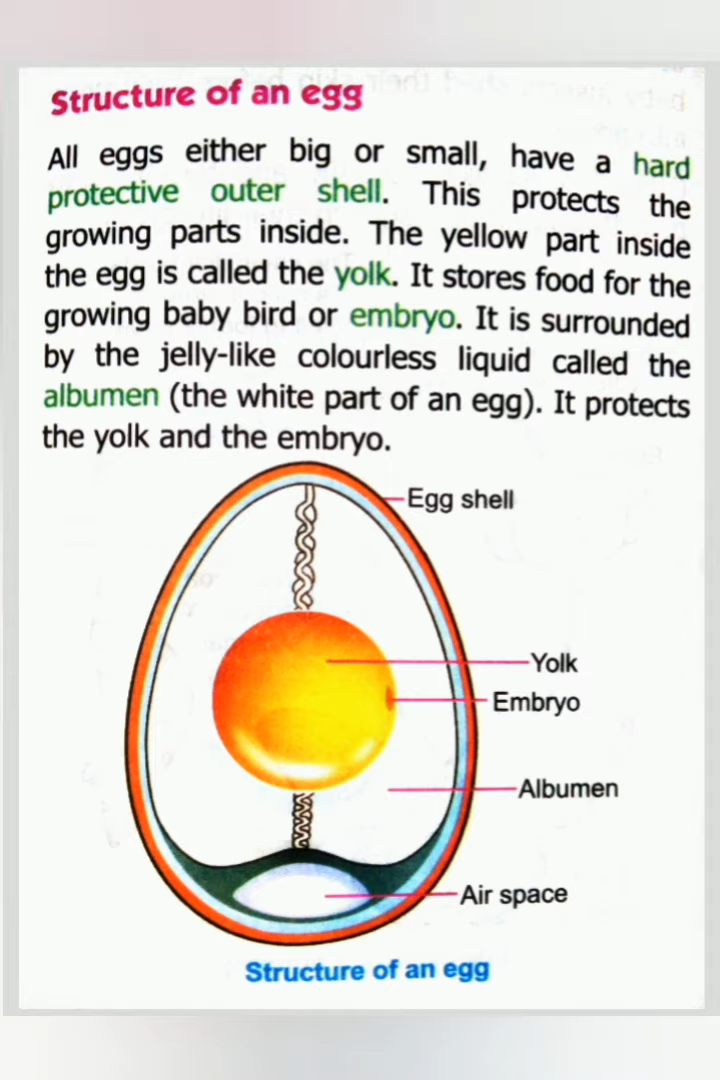 Structure of an egg
All eggs either big or small, have a hard
protective outer shell. This protects the
growing parts inside. The yellow part inside
the egg is called the yolk. It stores food for the
growing baby bird or embryo. It is surrounded
by the jelly-like colourless liquid called the
albumen (the white part of an egg). It protects
the yolk and the embryo.
Egg shell
Yolk
Embryo
Albumen
Air space
Structure of an egg